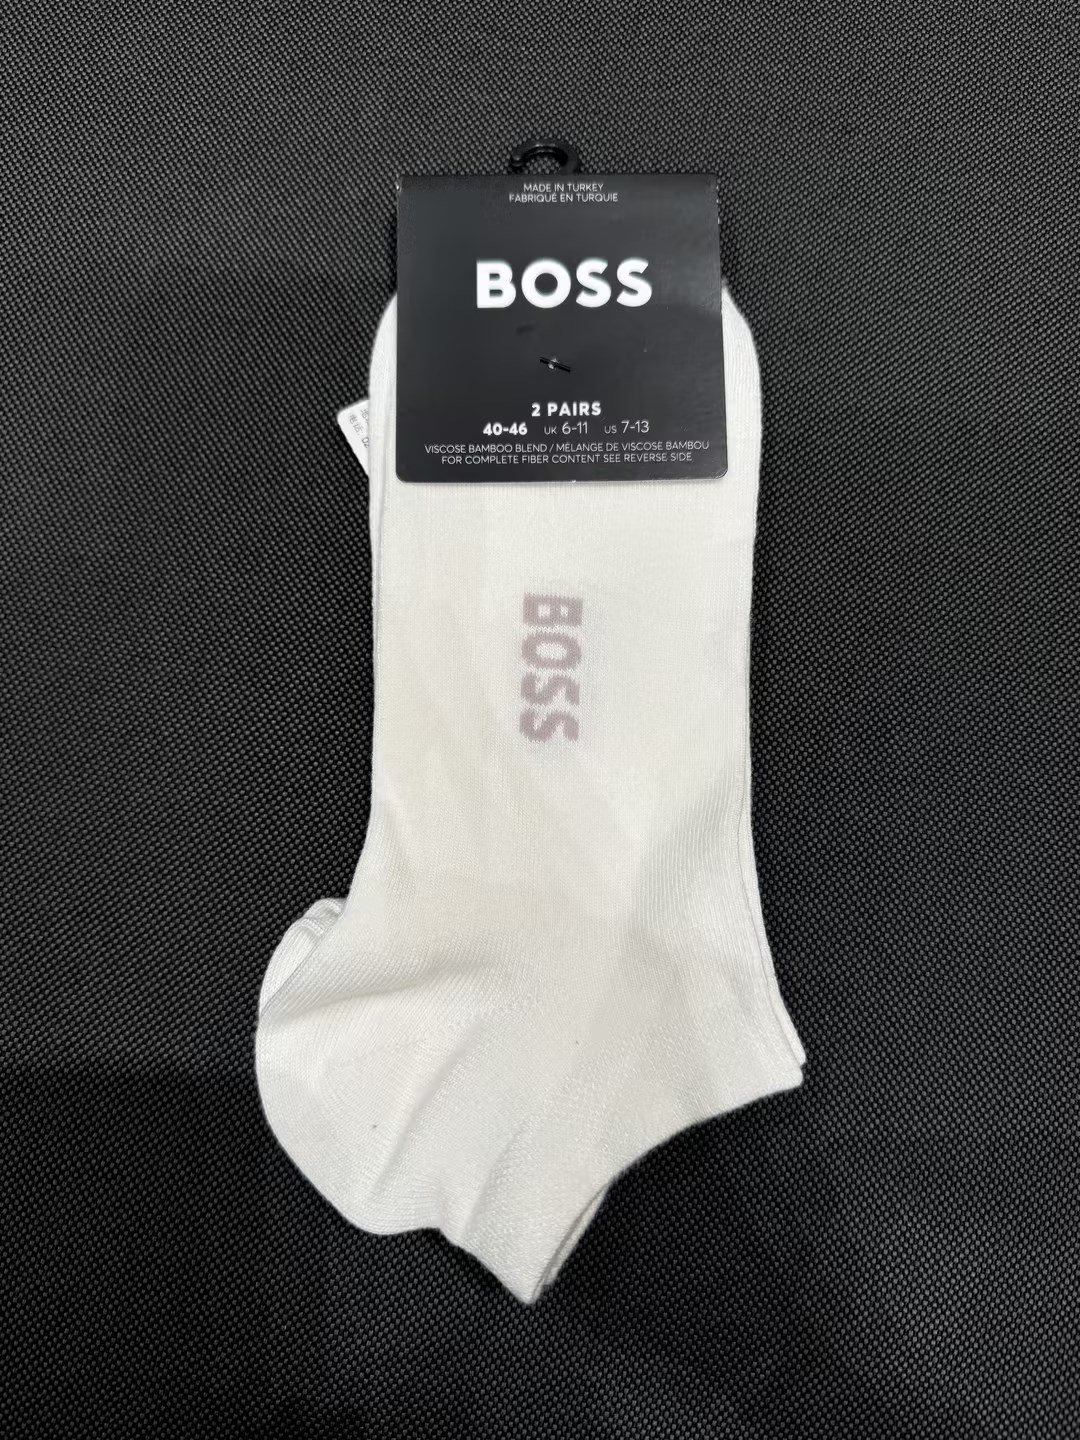 MADE IN TURKEY
FABRIQUÉ EN TURQUIE
BOSS
2 PAIRS
40-46 UK 6-11 US 7-13
VISCOSE BAMBOO BLEND / MÉLANGE DE VISCOSE BAMBOU
FOR COMPLETE FIBER CONTENT SEE REVERSE SIDE
BOSS